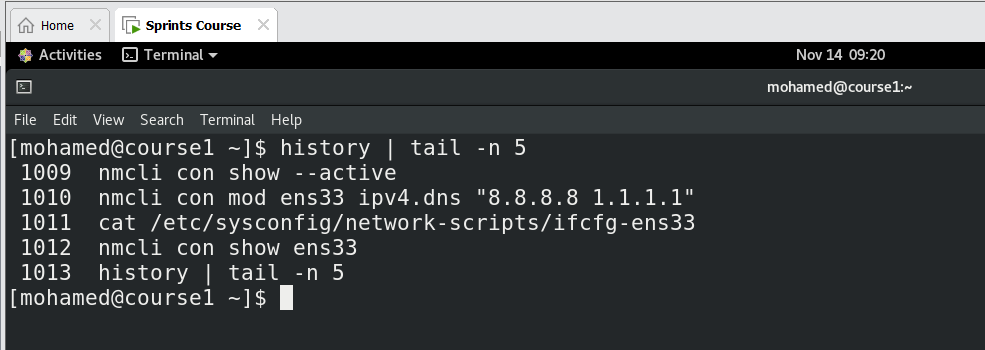 Home
Sprints Course
Activities Terminal Nov 14 09:20
mohamed@course1:~
File Edit View Search Terminal Help
[mohamed@course1 ~]$ history | tail -n 5
1009 nmcli con show --active
1010 nmcli con mod ens33 ipv4.dns "8.8.8.8 1.1.1.1"
1011 cat /etc/sysconfig/network-scripts/ifcfg-ens33
1012 nmcli con show ens33
1013 history | tail -n 5
[mohamed@course1 ~]$